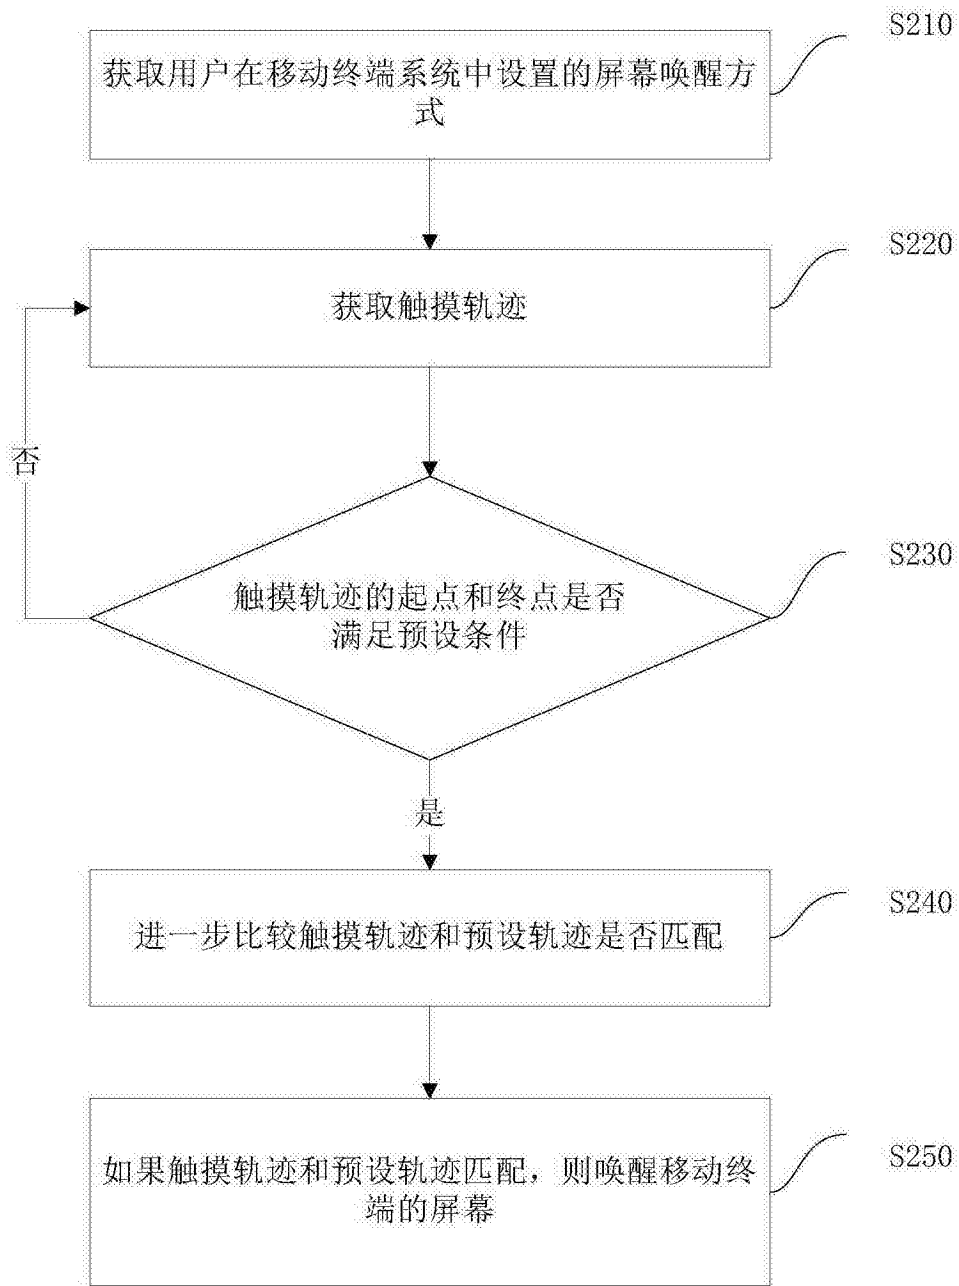 S210
获取用户在移动终端系统中设置的屏幕唤醒方
式
S220
获取触摸轨迹
否
S230
触摸轨迹的起点和终点是否
满足预设条件
是
S240
进一步比较触摸轨迹和预设轨迹是否匹配
S250
如果触摸轨迹和预设轨迹匹配，则唤醒移动终
端的屏幕